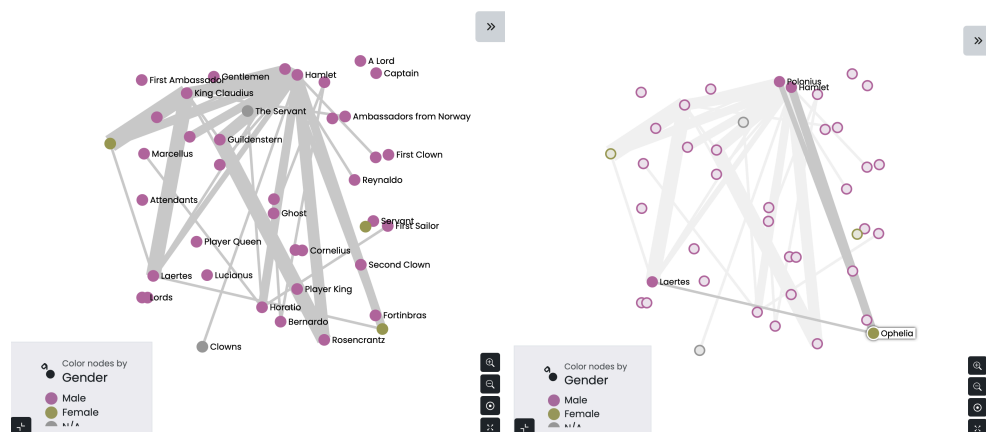 »
A Lord
First Ambassador
Gentlemen
Hamlet
Captain
King Claudius
The Servant
Ambassadors from Norway
Guildenstern
Marcellus
First Clown
Reynaldo
Attendants
Ghost
Servant
First Sailor
Player Queen
Cornelius
Second Clown
Laertes
Lucianus
Player King
Lords
Horatio
Fortinbras
Bernardo
Rosencrantz
Clowns
Color nodes by
Gender
Male
Female
N/A
»
Polonius
Hamlet
Laertes
Ophelia
Color nodes by
Gender
Male
Female
N/A